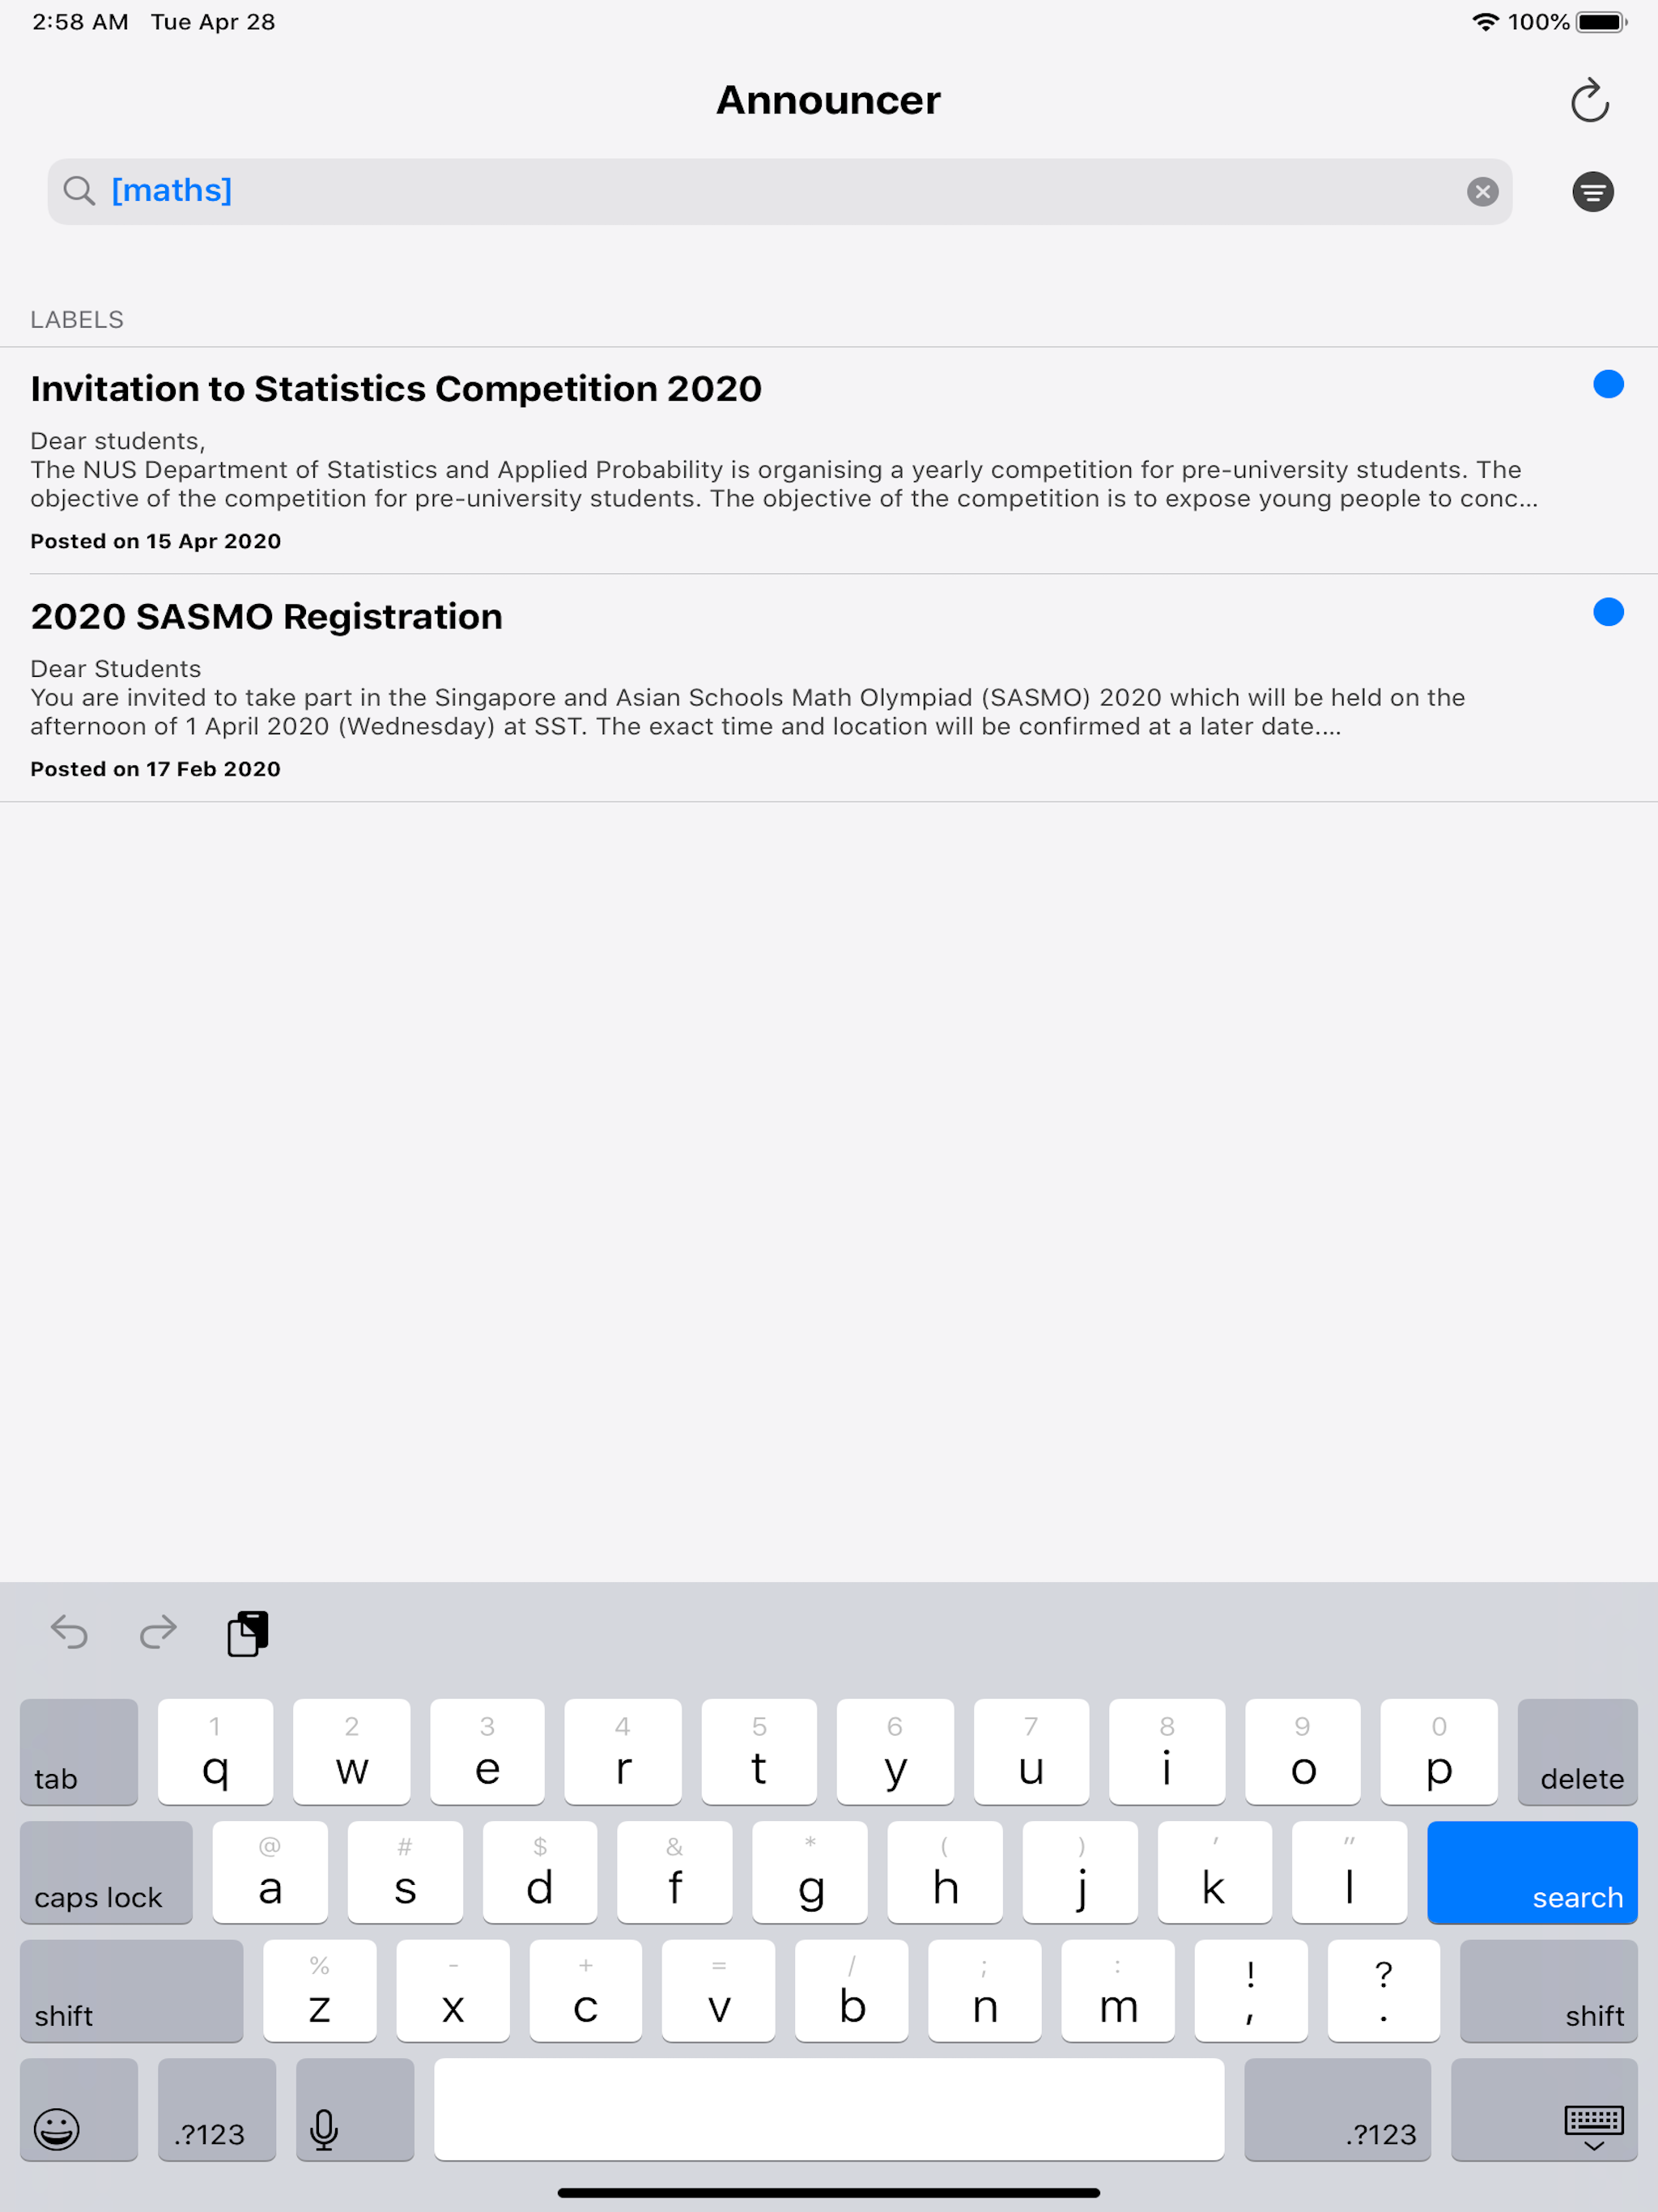 2:58 AM Tue Apr 28
100%
Announcer
[maths]
LABELS
Invitation to Statistics Competition 2020
Dear students,
The NUS Department of Statistics and Applied Probability is organising a yearly competition for pre-university students. The
objective of the competition for pre-university students. The objective of the competition is to expose young people to conc...
Posted on 15 Apr 2020
2020 SASMO Registration
Dear Students
You are invited to take part in the Singapore and Asian Schools Math Olympiad (SASMO) 2020 which will be held on the
afternoon of 1 April 2020 (Wednesday) at SST. The exact time and location will be confirmed at a later date....
Posted on 17 Feb 2020
1 2 3 4 5 6 7 8 9 0
tab q w e r t y u i o p delete
@ # $ & * ( ) ' "
caps lock a s d f g h j k l search
% - + = / ; : ! ?
shift z x c v b n m , . shift
.?123 .?123